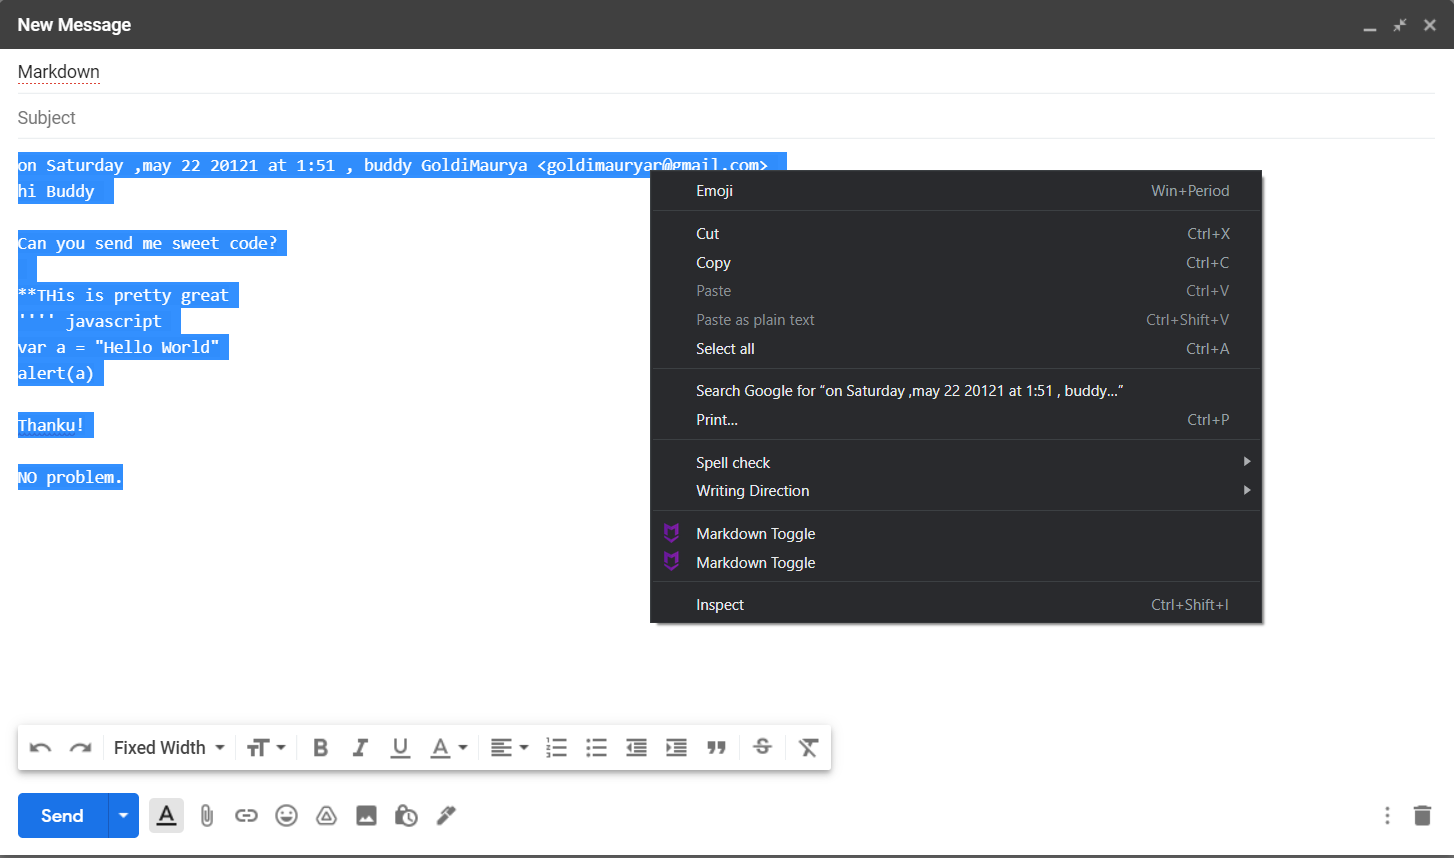 New Message
Markdown
Subject
on Saturday ,may 22 20121 at 1:51 , buddy GoldiMaurya <goldimauryar@gmail.com>
hi Buddy
Can you send me sweet code?
**THis is pretty great
'''' javascript
var a = "Hello World"
alert(a)
Thanku!
NO problem.
Emoji Win+Period
Cut Ctrl+X
Copy Ctrl+C
Paste Ctrl+V
Paste as plain text Ctrl+Shift+V
Select all Ctrl+A
Search Google for “on Saturday ,may 22 20121 at 1:51 , buddy...”
Print... Ctrl+P
Spell check
Writing Direction
Markdown Toggle
Markdown Toggle
Inspect Ctrl+Shift+I
Fixed Width
Send